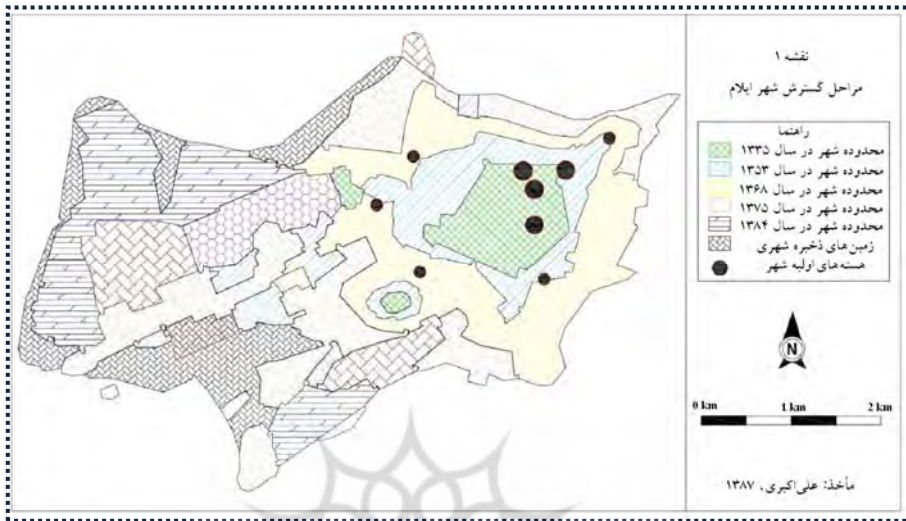 نقشه ۱
مراحل گسترش شهر ایلام
راهنما
محدوده شهر در سال ۱۳۳۵
محدوده شهر در سال ۱۳۵۳
محدوده شهر در سال ۱۳۶۸
محدوده شهر در سال ۱۳۷۵
محدوده شهر در سال ۱۳۸۴
زمین‌های ذخیره شهری
هسته‌های اولیه شهر
N
0 km 1 km 2 km
مأخذ: علی‌اکبری، ۱۳۸۷